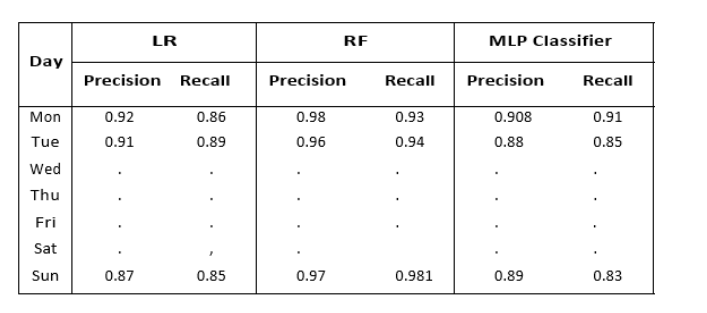 LR RF MLP Classifier
Day
Precision Recall Precision Recall Precision Recall
Mon 0.92 0.86 0.98 0.93 0.908 0.91
Tue 0.91 0.89 0.96 0.94 0.88 0.85
Wed . . . . . .
Thu . . . . . .
Fri . . . . . .
Sat . , . . .
Sun 0.87 0.85 0.97 0.981 0.89 0.83